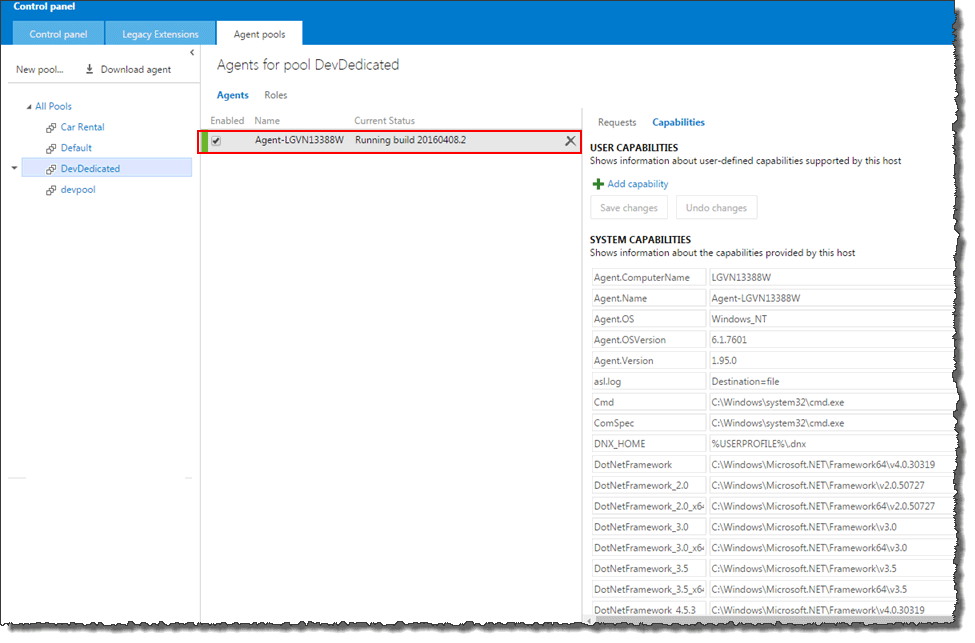 Control panel
Control panel Legacy Extensions Agent pools
New pool... Download agent
All Pools
Car Rental
Default
DevDedicated
devpool
Agents for pool DevDedicated
Agents Roles
Enabled Name Current Status
Agent-LGVN13388W Running build 20160408.2
Requests Capabilities
USER CAPABILITIES
Shows information about user-defined capabilities supported by this host
Add capability
Save changes Undo changes
SYSTEM CAPABILITIES
Shows information about the capabilities provided by this host
Agent.ComputerName LGVN13388W
Agent.Name Agent-LGVN13388W
Agent.OS Windows_NT
Agent.OSVersion 6.1.7601
Agent.Version 1.95.0
asl.log Destination=file
Cmd C:\Windows\system32\cmd.exe
ComSpec C:\Windows\system32\cmd.exe
DNX_HOME %USERPROFILE%\.dnx
DotNetFramework C:\Windows\Microsoft.NET\Framework64\v4.0.30319
DotNetFramework_2.0 C:\Windows\Microsoft.NET\Framework\v2.0.50727
DotNetFramework_2.0_x64 C:\Windows\Microsoft.NET\Framework64\v2.0.50727
DotNetFramework_3.0 C:\Windows\Microsoft.NET\Framework\v3.0
DotNetFramework_3.0_x64 C:\Windows\Microsoft.NET\Framework64\v3.0
DotNetFramework_3.5 C:\Windows\Microsoft.NET\Framework\v3.5
DotNetFramework_3.5_x64 C:\Windows\Microsoft.NET\Framework64\v3.5
DotNetFramework_4.5.3 C:\Windows\Microsoft.NET\Framework\v4.0.30319